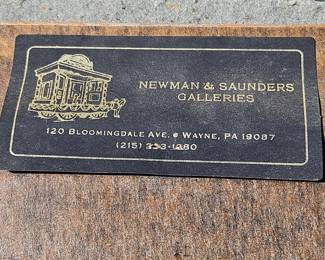 NEWMAN & SAUNDERS
GALLERIES
120 BLOOMINGDALE AVE. WAYNE, PA 19087
(215)